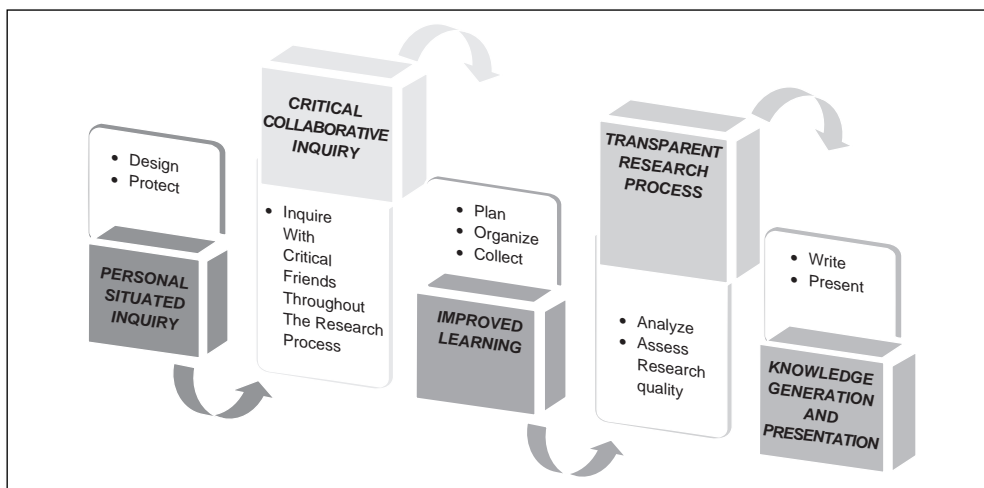 • Design
• Protect
PERSONAL
SITUATED
INQUIRY
CRITICAL
COLLABORATIVE
INQUIRY
• Inquire
With
Critical
Friends
Throughout
The Research
Process
• Plan
• Organize
• Collect
IMPROVED
LEARNING
TRANSPARENT
RESEARCH
PROCESS
• Analyze
• Assess
Research
quality
• Write
• Present
KNOWLEDGE
GENERATION
AND
PRESENTATION